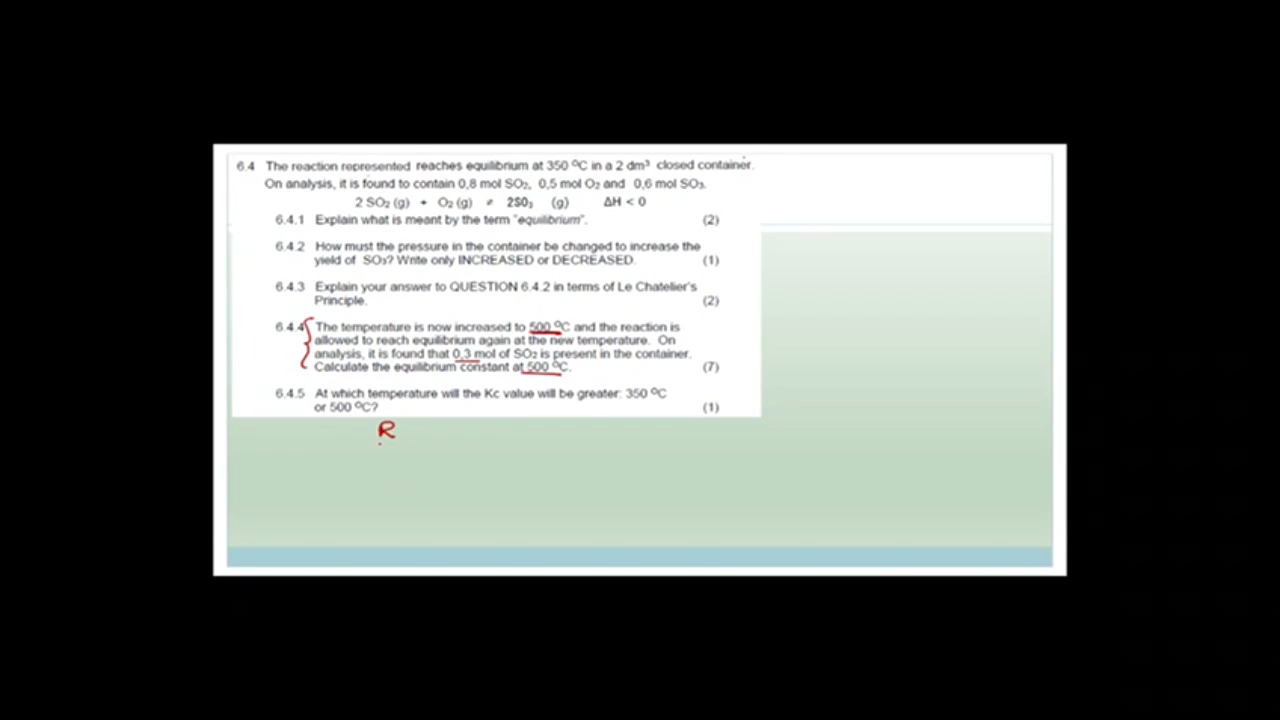 6.4 The reaction represented reaches equilibrium at 350 ⁰C in a 2 dm³ closed container.
On analysis, it is found to contain 0,8 mol SO₂, 0,5 mol O₂ and 0,6 mol SO₃.
2 SO₂ (g) + O₂ (g) ⇌ 2SO₃ (g) ΔH < 0
6.4.1 Explain what is meant by the term "equilibrium". (2)
6.4.2 How must the pressure in the container be changed to increase the
yield of SO₃? Write only INCREASED or DECREASED. (1)
6.4.3 Explain your answer to QUESTION 6.4.2 in terms of Le Chatelier's
Principle. (2)
6.4.4 The temperature is now increased to 500 ⁰C and the reaction is
allowed to reach equilibrium again at the new temperature. On
analysis, it is found that 0,3 mol of SO₂ is present in the container.
Calculate the equilibrium constant at 500 ⁰C. (7)
6.4.5 At which temperature will the Kc value will be greater: 350 ⁰C
or 500 ⁰C? (1)
R